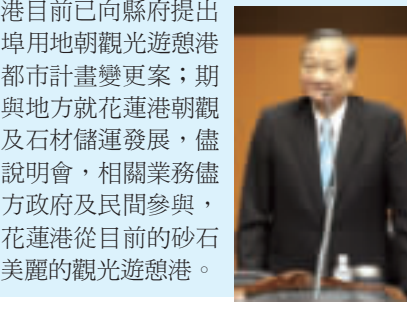 港目前已向縣府提出
埠用地朝觀光遊憩港
都市計畫變更案；期
與地方就花蓮港朝觀
及石材儲運發展，儘
說明會，相關業務儘
方政府及民間參與，
花蓮港從目前的砂石
美麗的觀光遊憩港。